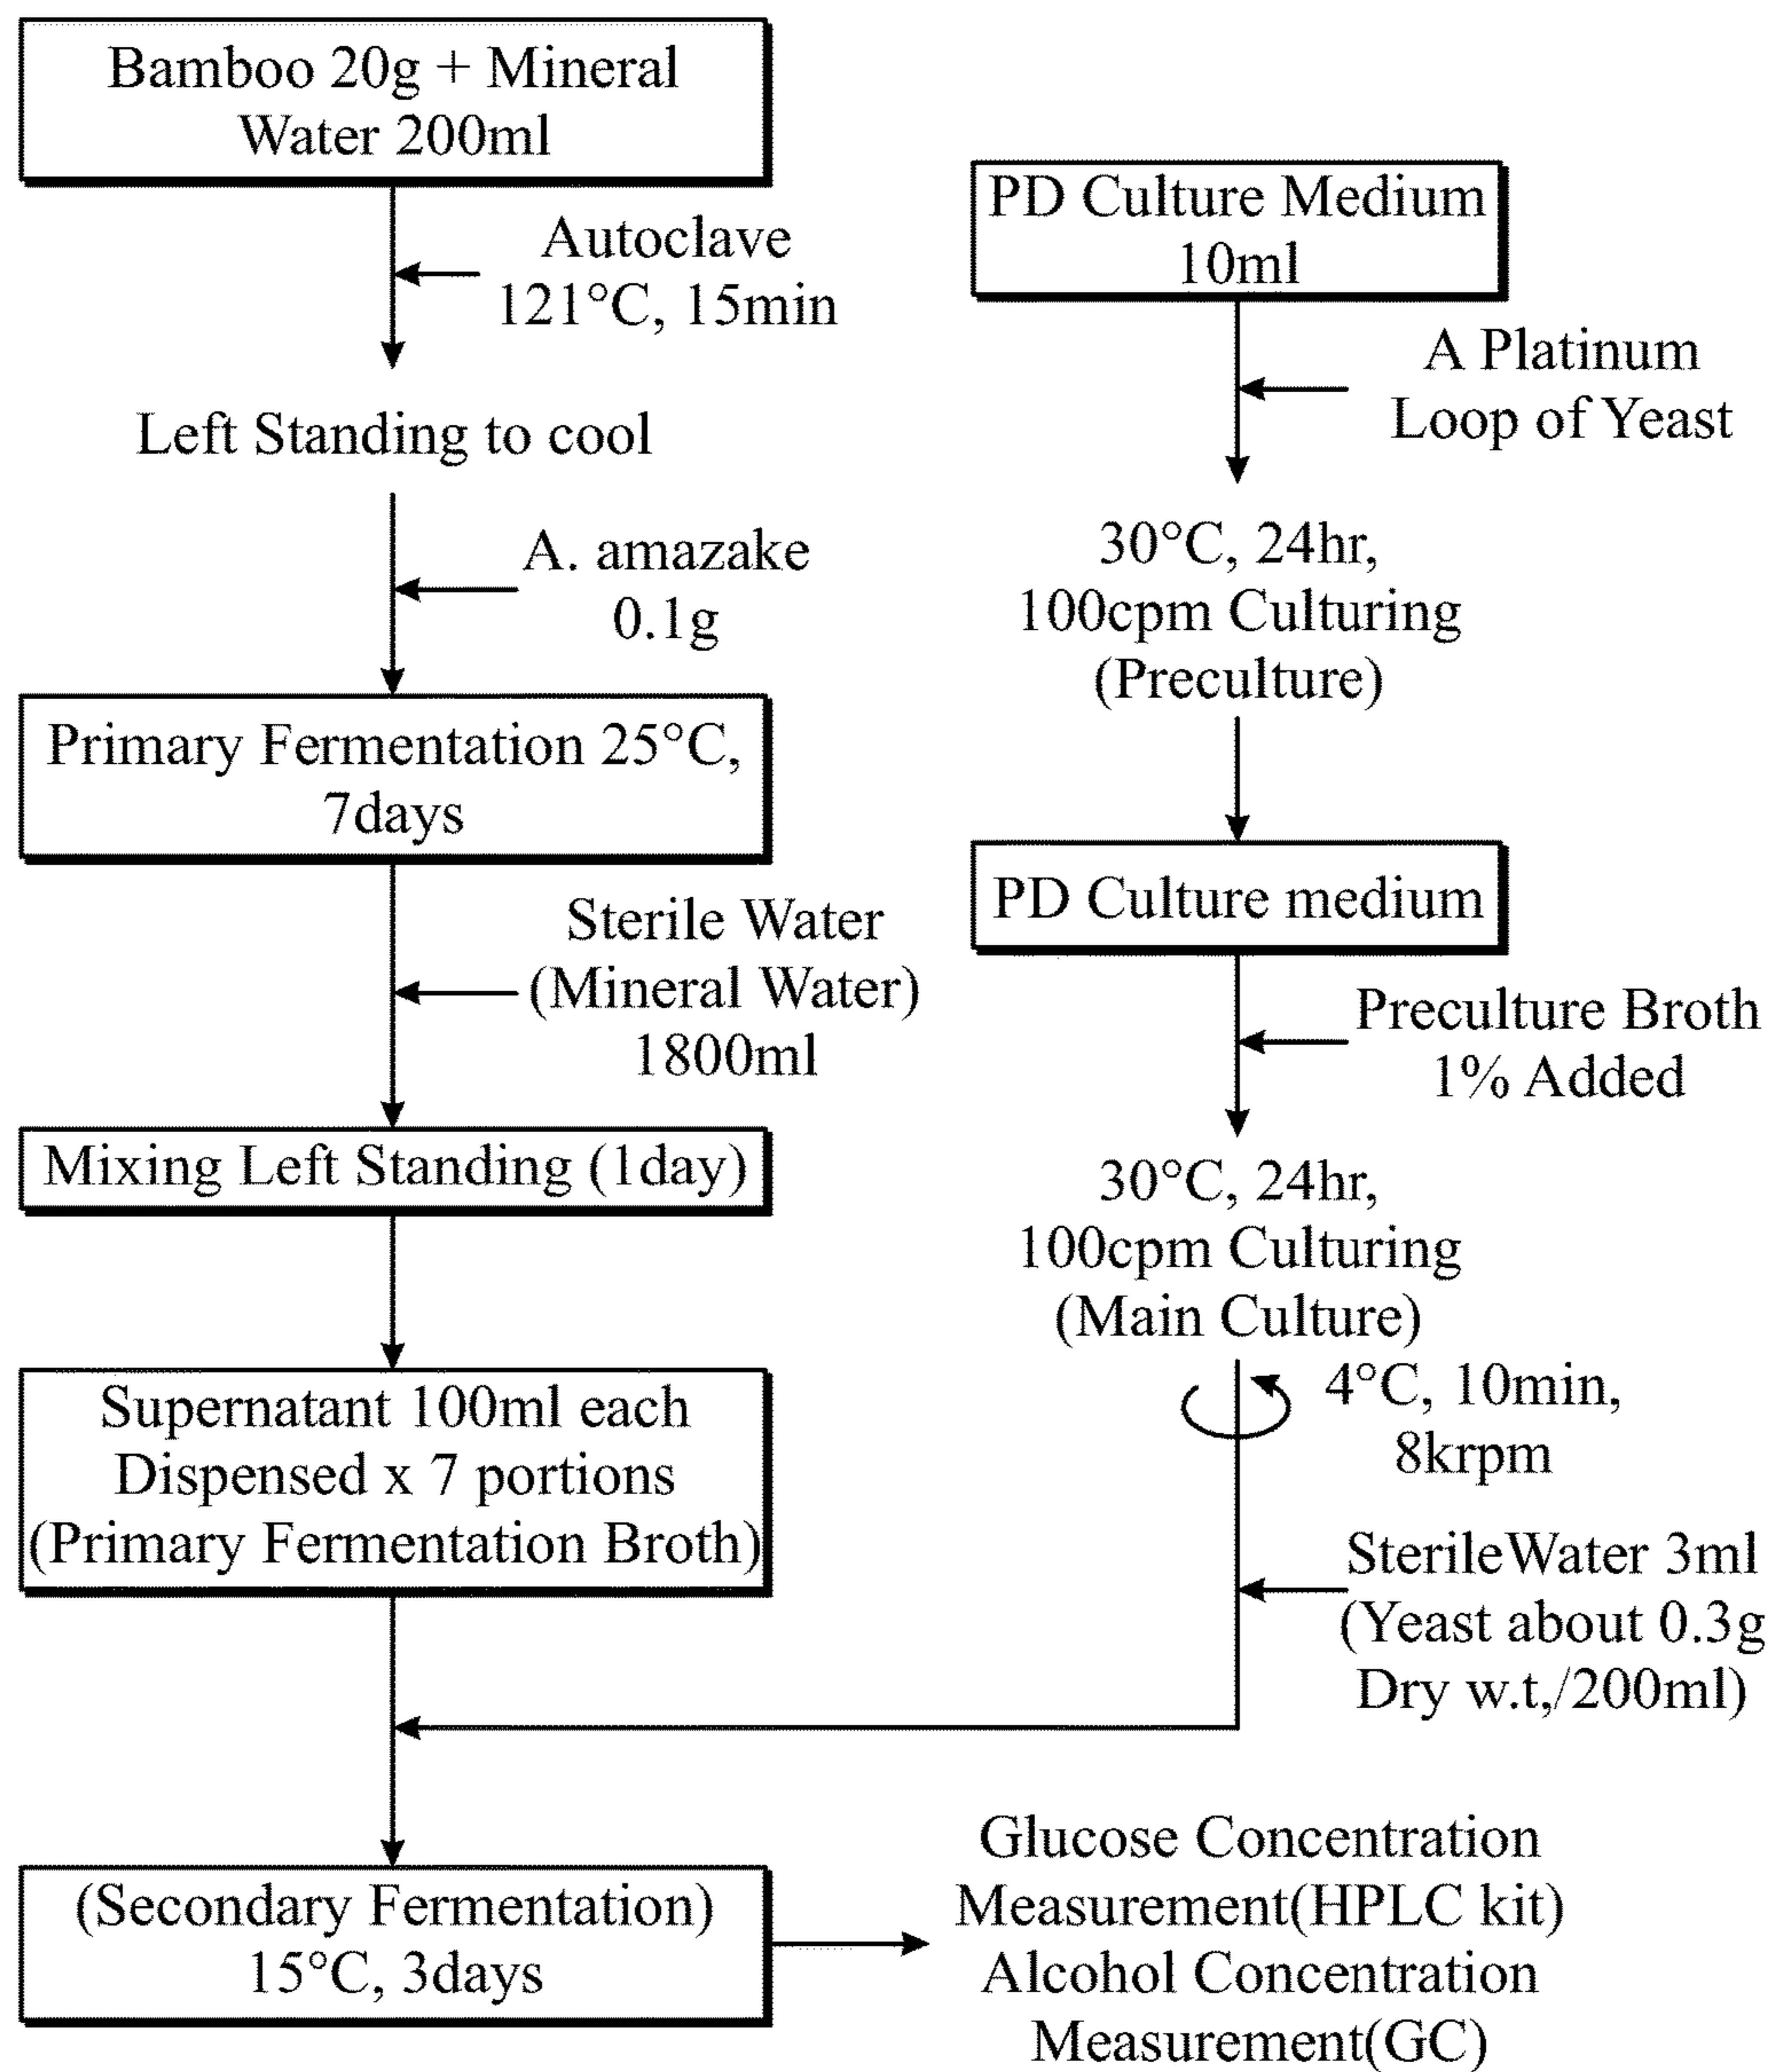 Bamboo 20g + Mineral
Water 200ml
Autoclave
121°C, 15min
Left Standing to cool
A. amazake
0.1g
Primary Fermentation 25°C,
7days
Sterile Water
(Mineral Water)
1800ml
Mixing Left Standing (1day)
Supernatant 100ml each
Dispensed x 7 portions
(Primary Fermentation Broth)
PD Culture Medium
10ml
A Platinum
Loop of Yeast
30°C, 24hr,
100cpm Culturing
(Preculture)
PD Culture medium
Preculture Broth
1% Added
30°C, 24hr,
100cpm Culturing
(Main Culture)
4°C, 10min,
8krpm
SterileWater 3ml
(Yeast about 0.3g
Dry w.t,/200ml)
(Secondary Fermentation)
15°C, 3days
Glucose Concentration
Measurement(HPLC kit)
Alcohol Concentration
Measurement(GC)